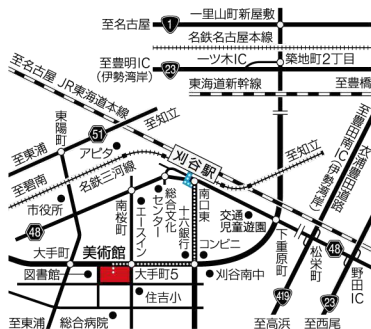 至名古屋
1
一里山町新屋敷
名鉄名古屋本線
至豊明IC
(伊勢湾岸)
23
一ツ木IC
築地町2丁目
東海道新幹線
至豊橋
至名古屋
JR東海道本線
東陽町
51
至知立
至東浦
アピタ
刈谷駅
至知立
至豊田南IC(伊勢湾岸)
衣浦豊田道路
至碧南
名鉄三河線
市役所
48
南桜町
エースイン
総合文化センター
十六銀行
南口東
コンビニ
交通
児童遊園
下重原町
松栄町
48
野田IC
大手町
美術館
図書館
大手町5
刈谷南中
住吉小
総合病院
至東浦
419
至高浜
23
至西尾